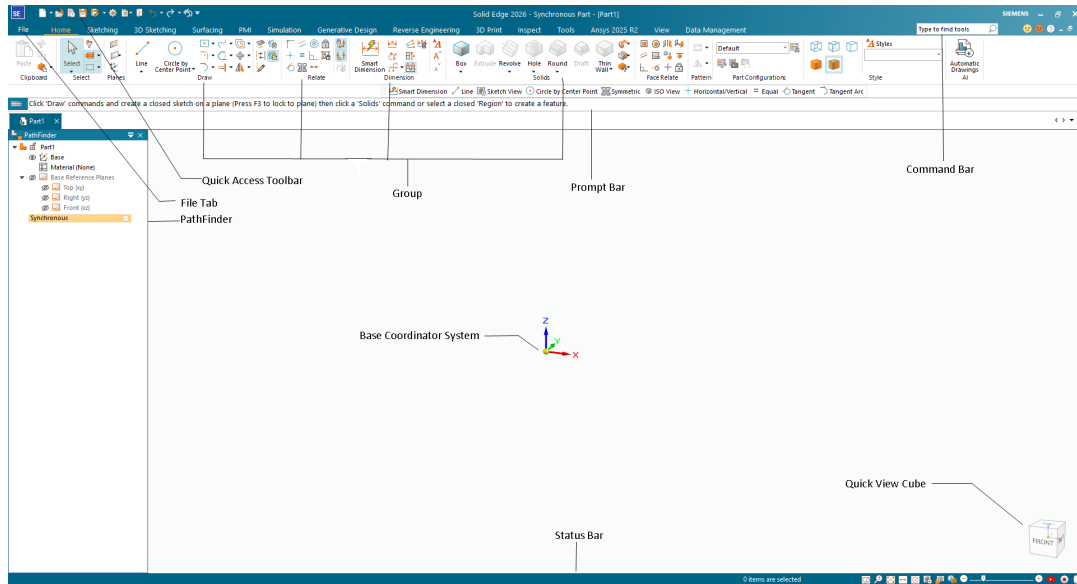 SE Solid Edge 2026 - Synchronous Part - [Part1] SIEMENS
File Home Sketching 3D Sketching Surfacing PMI Simulation Generative Design Reverse Engineering 3D Print Inspect Tools Ansys 2025 R2 View Data Management Type to find tools
Paste Select Line Circle by Center Point Smart Dimension Box Extrude Revolve Hole Round Draft Thin Wall Default Styles Automatic Drawings
Clipboard Select Planes Draw Relate Dimension Solids Face Relate Pattern Part Configurations Style AI
Smart Dimension Line Sketch View Circle by Center Point Symmetric ISO View Horizontal/Vertical Equal Tangent Tangent Arc
Click 'Draw' commands and create a closed sketch on a plane (Press F3 to lock to plane) then click a 'Solids' command or select a closed 'Region' to create a feature.
Part1
PathFinder
Part1
Base
Material (None)
Base Reference Planes
Top (xy)
Right (yz)
Front (xz)
Synchronous
Quick Access Toolbar
File Tab
PathFinder
Group
Prompt Bar
Command Bar
Base Coordinator System
Z
Y
X
Quick View Cube
FRONT
Status Bar
0 items are selected